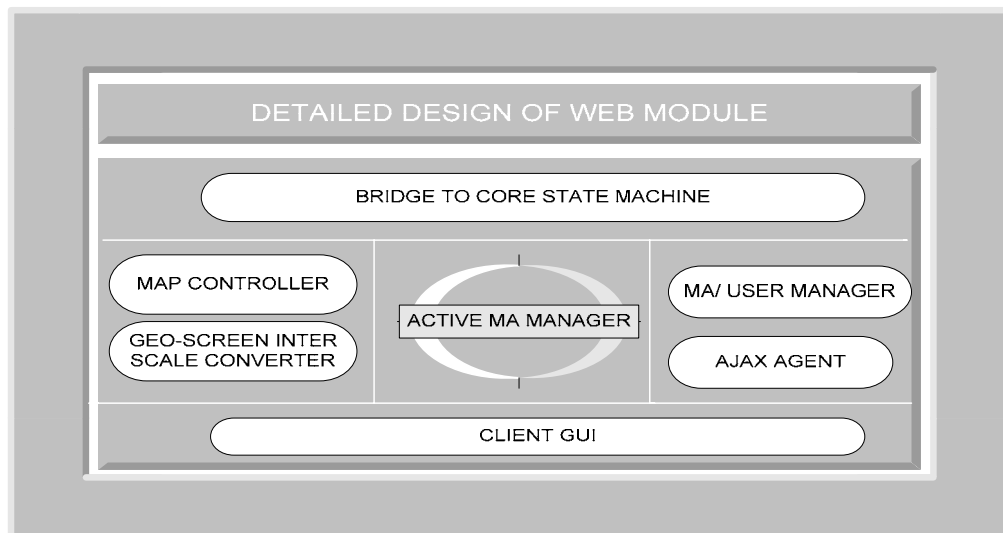 DETAILED DESIGN OF WEB MODULE
BRIDGE TO CORE STATE MACHINE
MAP CONTROLLER
GEO-SCREEN INTER
SCALE CONVERTER
ACTIVE MA MANAGER
MA/ USER MANAGER
AJAX AGENT
CLIENT GUI